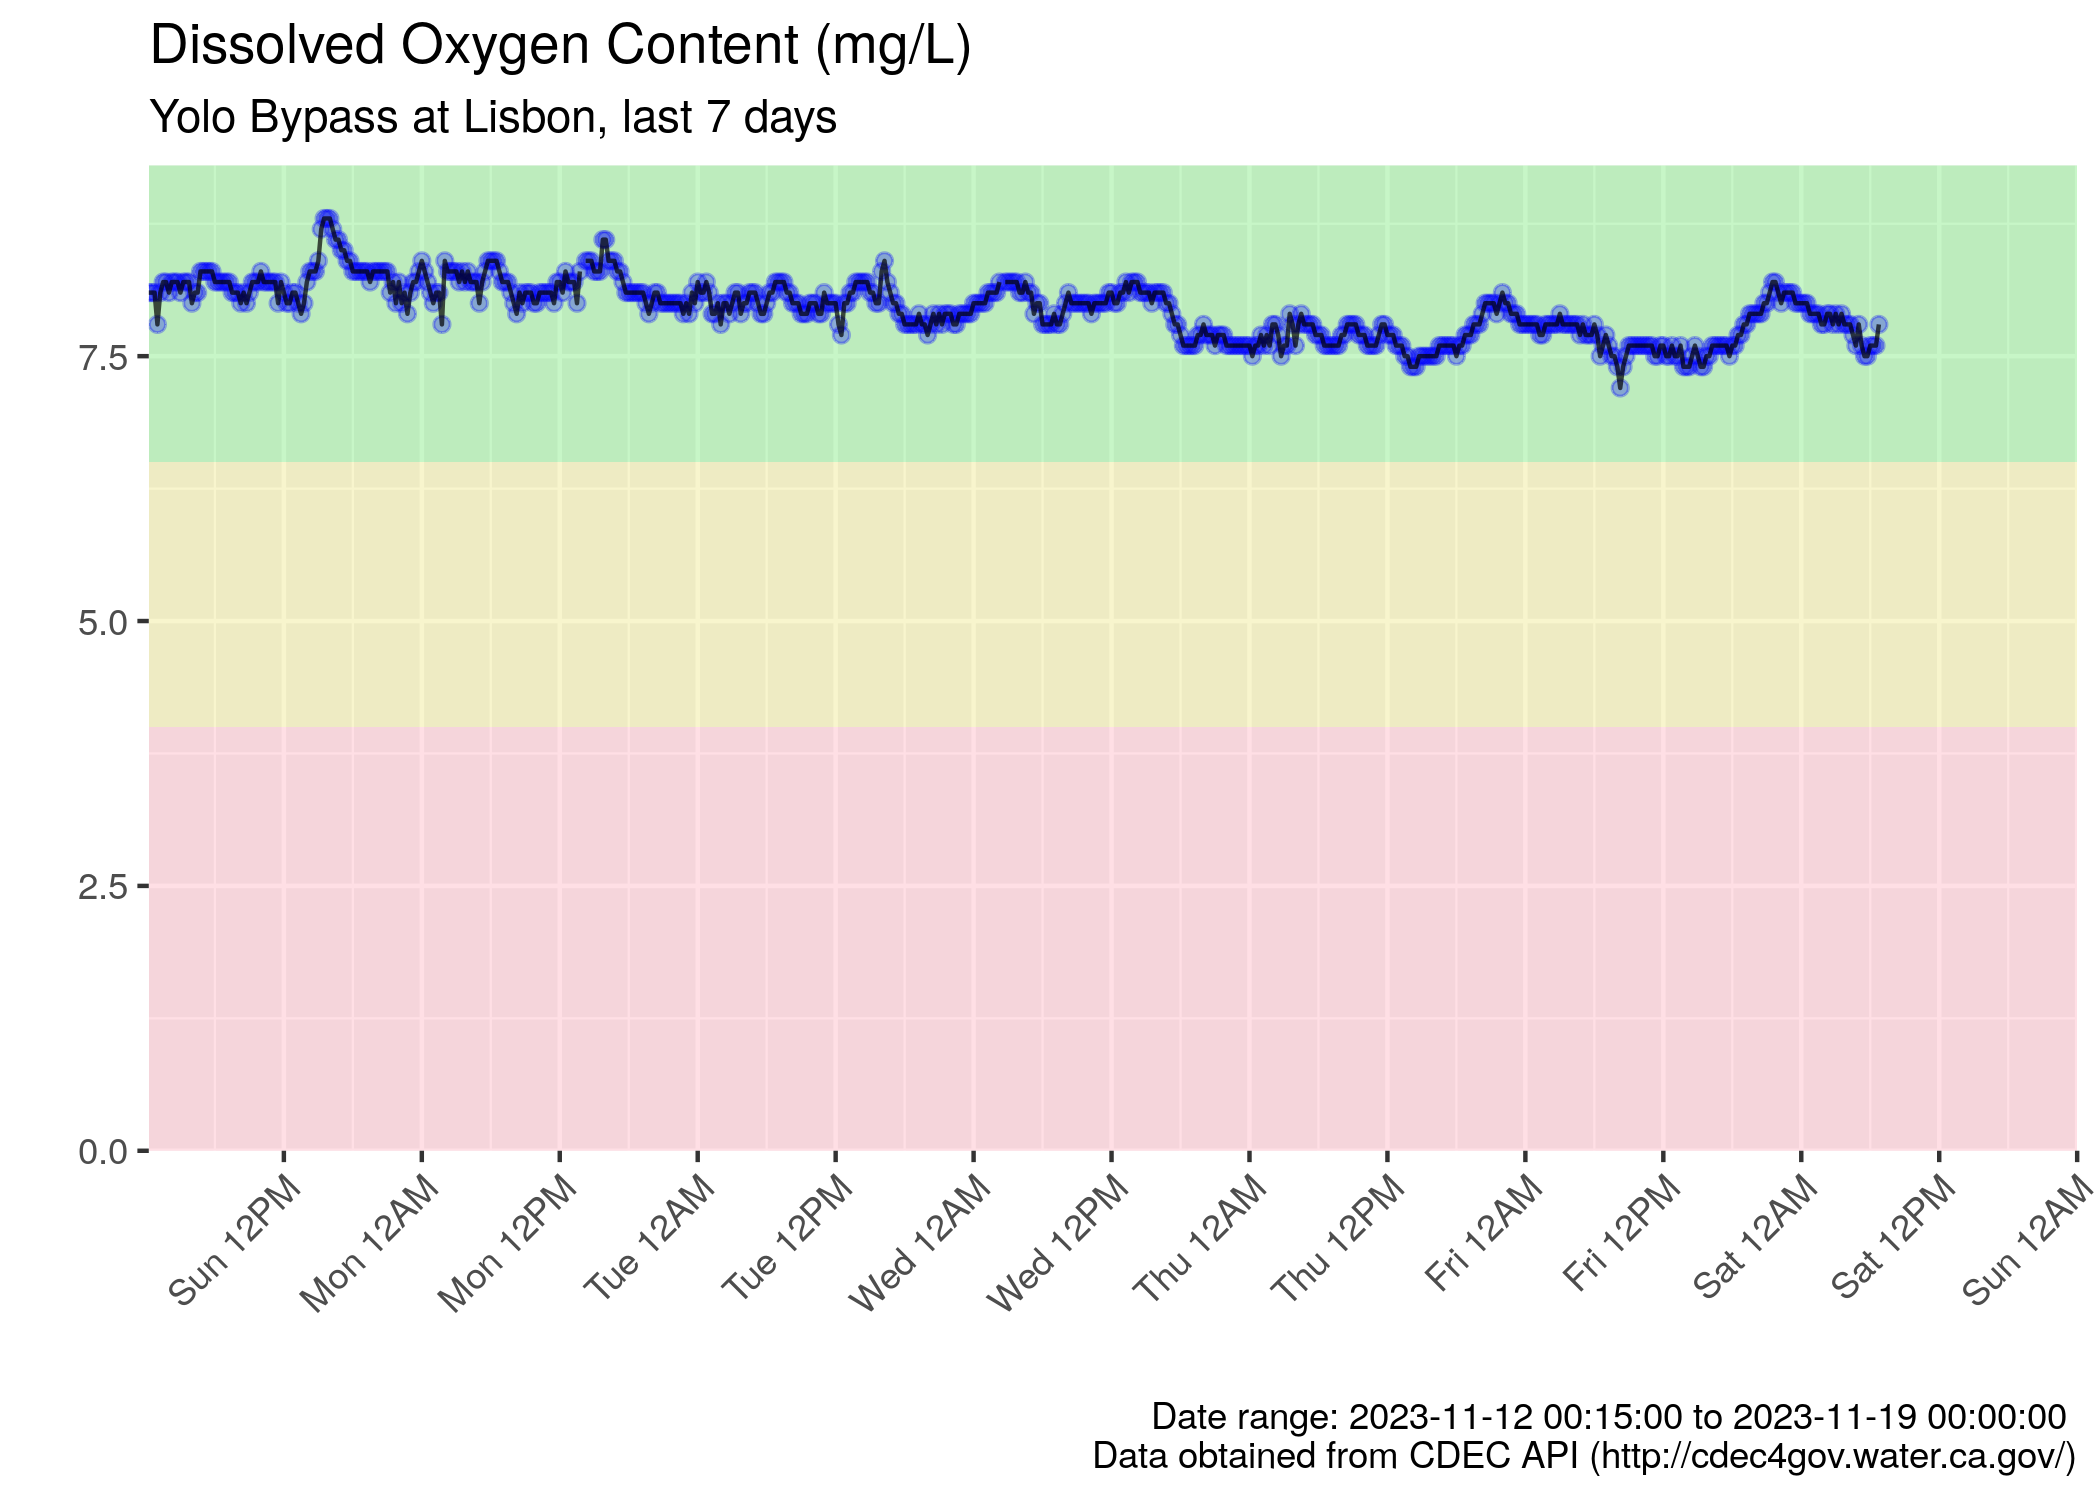 Dissolved Oxygen Content (mg/L)
Yolo Bypass at Lisbon, last 7 days
7.5
5.0
2.5
0.0
Sun 12PM
Mon 12AM
Mon 12PM
Tue 12AM
Tue 12PM
Wed 12AM
Wed 12PM
Thu 12AM
Thu 12PM
Fri 12AM
Fri 12PM
Sat 12AM
Sat 12PM
Sun 12AM
Date range: 2023-11-12 00:15:00 to 2023-11-19 00:00:00
Data obtained from CDEC API (http://cdec4gov.water.ca.gov/)